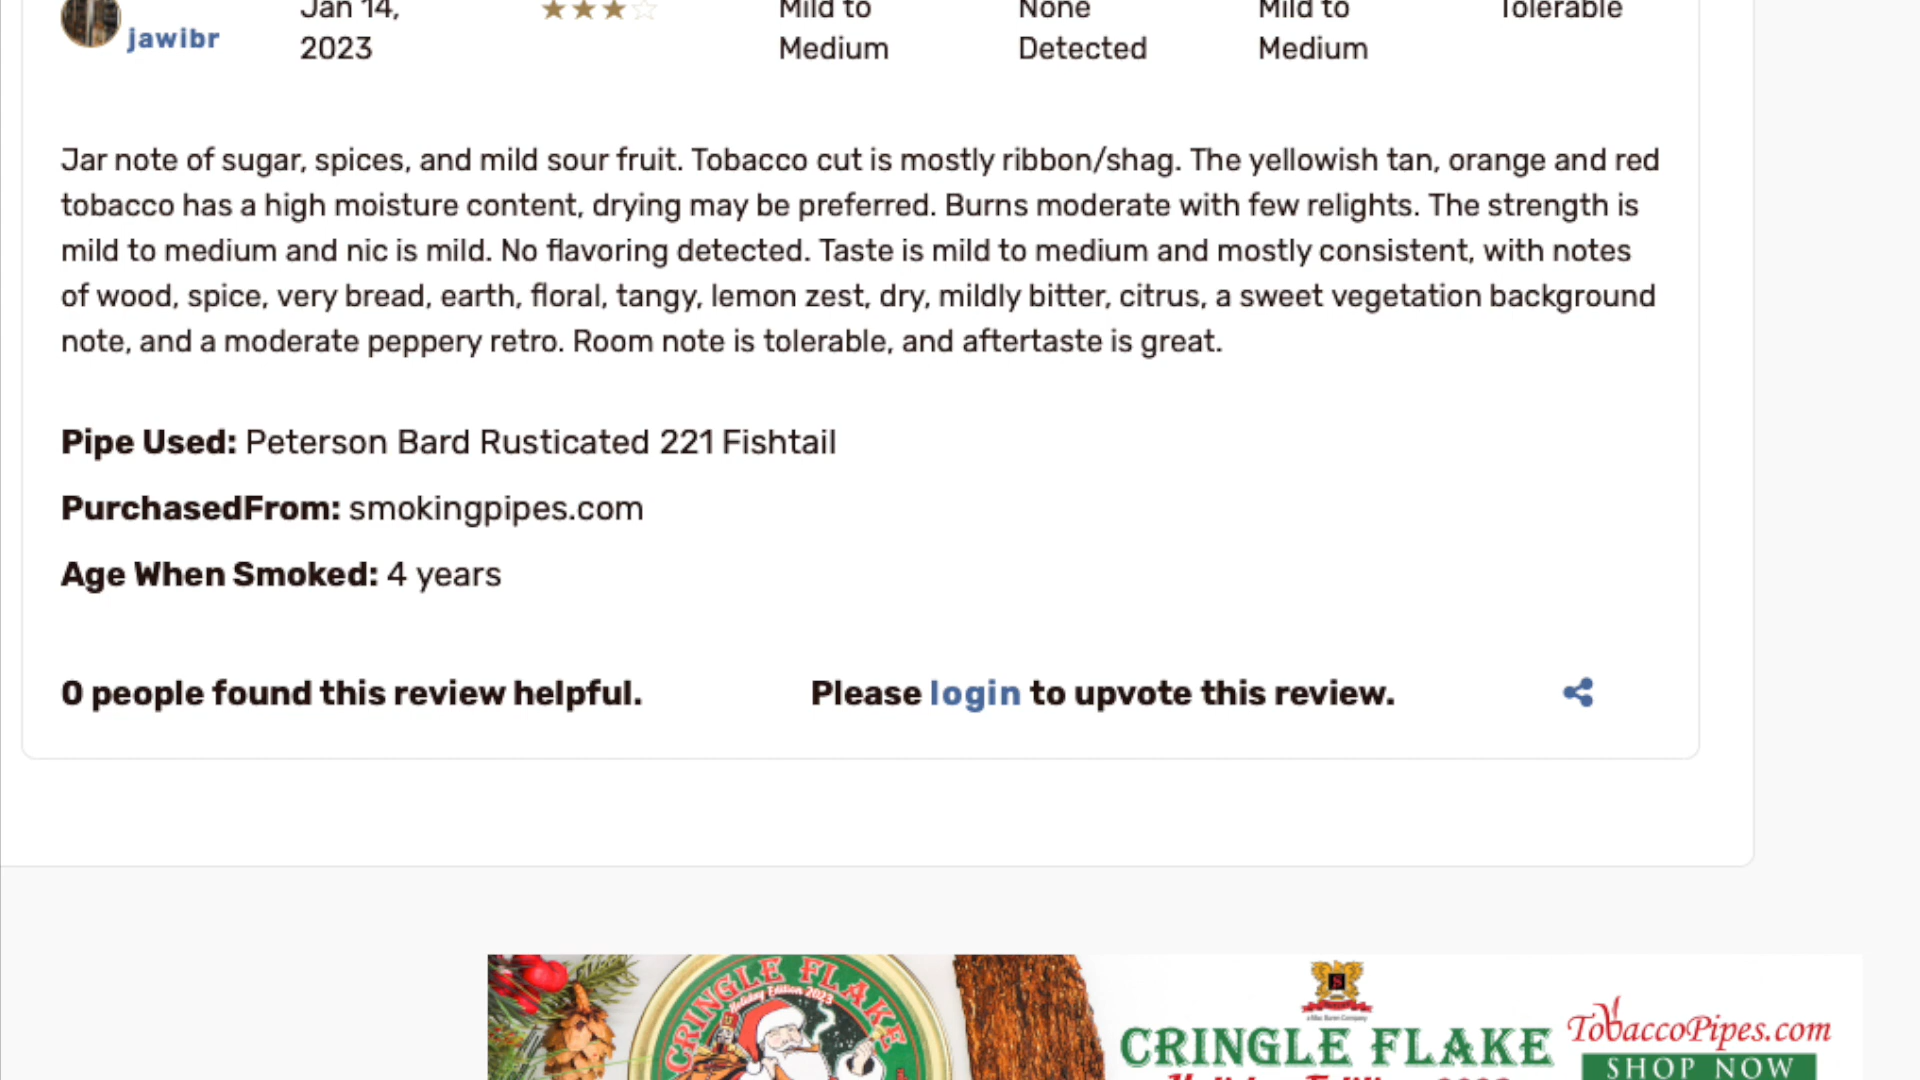 jawibr
Jan 14,
2023
Mild to
Medium
None
Detected
Mild to
Medium
Tolerable
Jar note of sugar, spices, and mild sour fruit. Tobacco cut is mostly ribbon/shag. The yellowish tan, orange and red
tobacco has a high moisture content, drying may be preferred. Burns moderate with few relights. The strength is
mild to medium and nic is mild. No flavoring detected. Taste is mild to medium and mostly consistent, with notes
of wood, spice, very bread, earth, floral, tangy, lemon zest, dry, mildly bitter, citrus, a sweet vegetation background
note, and a moderate peppery retro. Room note is tolerable, and aftertaste is great.
Pipe Used: Peterson Bard Rusticated 221 Fishtail
PurchasedFrom: smokingpipes.com
Age When Smoked: 4 years
0 people found this review helpful.
Please login to upvote this review.
CRINGLE FLAKE
Holiday Edition 2023
S
CRINGLE FLAKE
TobaccoPipes.com
SHOP NOW